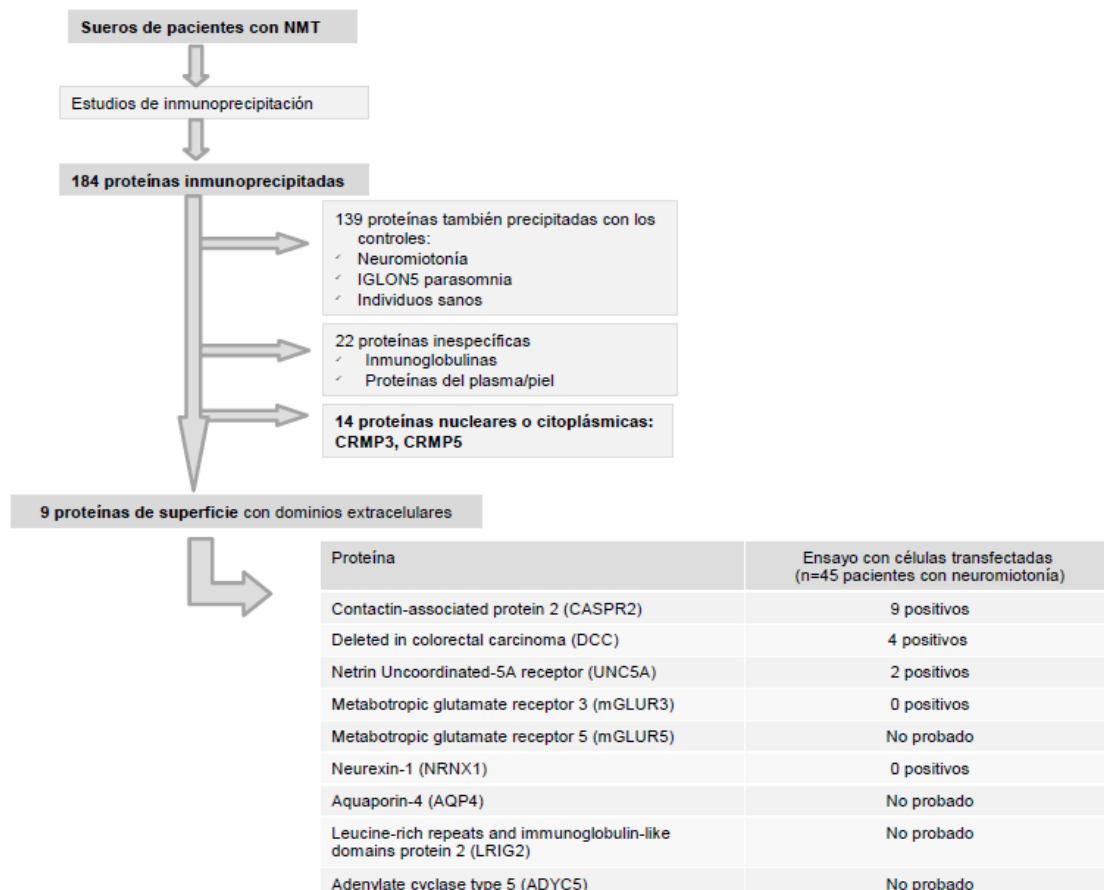 Sueros de pacientes con NMT
Estudios de inmunoprecipitación
184 proteínas inmunoprecipitadas
139 proteínas también precipitadas con los
controles:
✓ Neuromiotonía
✓ IGLON5 parasomnia
✓ Individuos sanos
22 proteínas inespecíficas
✓ Inmunoglobulinas
✓ Proteínas del plasma/piel
14 proteínas nucleares o citoplásmicas:
CRMP3, CRMP5
9 proteínas de superficie con dominios extracelulares
Proteína
Ensayo con células transfectadas
(n=45 pacientes con neuromiotonía)
Contactin-associated protein 2 (CASPR2)
9 positivos
Deleted in colorectal carcinoma (DCC)
4 positivos
Netrin Uncoordinated-5A receptor (UNC5A)
2 positivos
Metabotropic glutamate receptor 3 (mGLUR3)
0 positivos
Metabotropic glutamate receptor 5 (mGLUR5)
No probado
Neurexin-1 (NRNX1)
0 positivos
Aquaporin-4 (AQP4)
No probado
Leucine-rich repeats and immunoglobulin-like
domains protein 2 (LRIG2)
No probado
Adenylate cyclase type 5 (ADYC5)
No probado